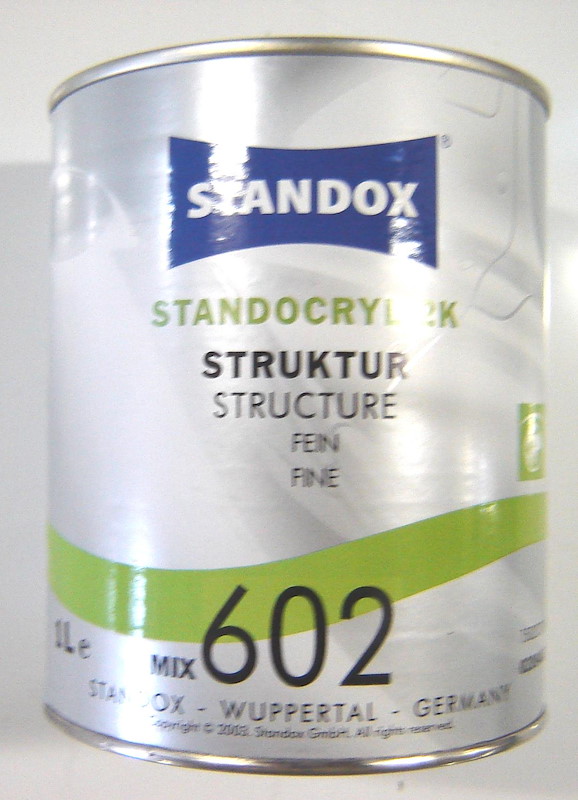 STANDOX®
STANDOCRYL 2K
STRUKTUR
STRUCTURE
FEIN
FINE
1L e
MIX 602
STANDOX - WUPPERTAL - GERMANY
Copyright © 2003. Standox GmbH. All rights reserved.